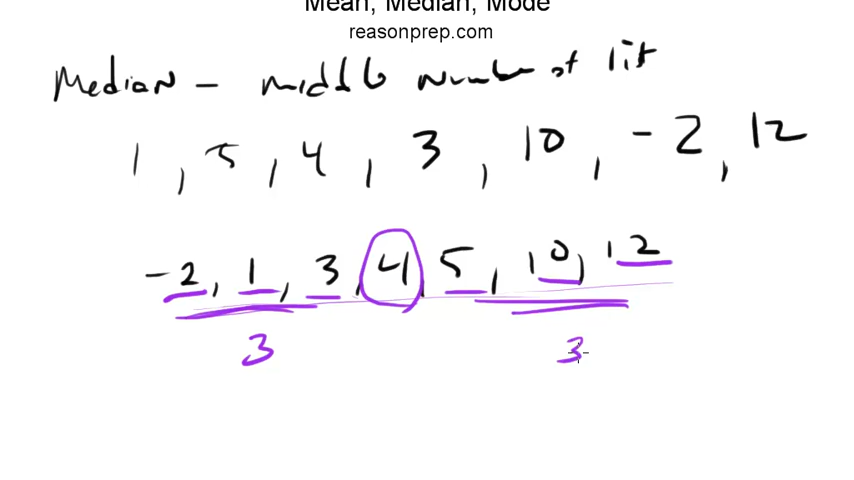 Mean, Median, Mode
reasonprep.com
Median - middle number of list
1, 5, 4, 3, 10, -2, 12
-2, 1, 3, 4, 5, 10, 12
3 3